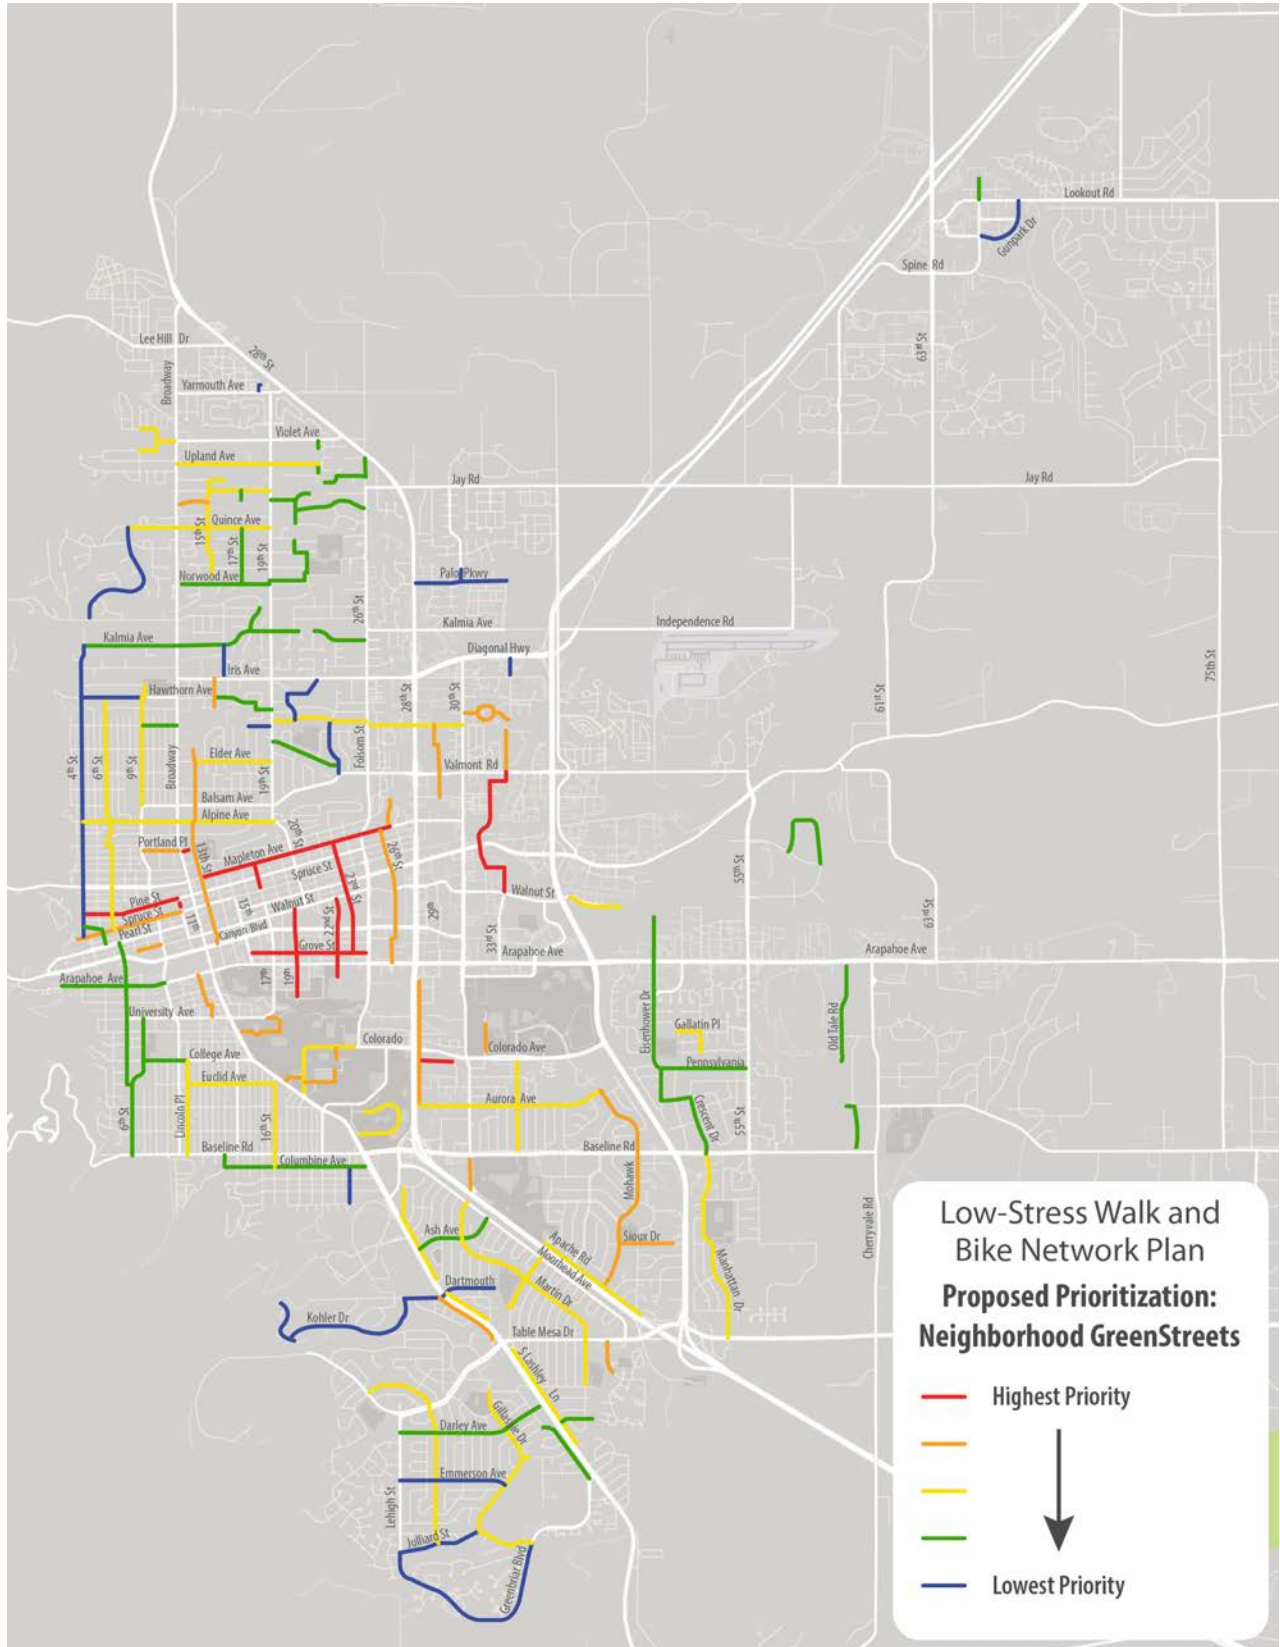 Lookout Rd
Gunpark Dr
Spine Rd
Lee Hill Dr
28th St
63rd St
Broadway
Yarmouth Ave
Violet Ave
Upland Ave
Jay Rd
Jay Rd
15th St
Quince Ave
17th St
19th St
Norwood Ave
Palo Pkwy
26th St
Kalmia Ave
Independence Rd
Kalmia Ave
Diagonal Hwy
Iris Ave
75th St
Hawthorn Ave
28th St
30th St
61st St
4th St
6th St
9th St
Broadway
Elder Ave
19th St
Folsom St
Valmont Rd
Balsam Ave
Alpine Ave
20th St
Portland Pl
13th St
Mapleton Ave
26th St
55th St
Spruce St
23rd St
Walnut St
Pine St
Spruce St
Pearl St
11th
15th
Walnut St
22nd St
29th
33rd St
63rd St
Canyon Blvd
Grove St
Arapahoe Ave
Arapahoe Ave
Arapahoe Ave
17th
19th
University Ave
Eisenhower Dr
Gallatin Pl
Old Tale Rd
Colorado
Colorado Ave
College Ave
Pennsylvania
Euclid Ave
Aurora Ave
6th St
Lincoln Pl
16th St
Crescent Dr
55th St
Baseline Rd
Baseline Rd
Columbine Ave
Mohawk
Cherryvale Rd
Ash Ave
Apache Rd
Sioux Dr
Moorhead Ave
Manhattan Dr
Dartmouth
Martin Dr
Kohler Dr
Table Mesa Dr
S Lashley Ln
Gillaspie Dr
Darley Ave
Emmerson Ave
Lehigh St
Julliard St
Greenbriar Blvd
Low-Stress Walk and
Bike Network Plan
Proposed Prioritization:
Neighborhood GreenStreets
Highest Priority
Lowest Priority